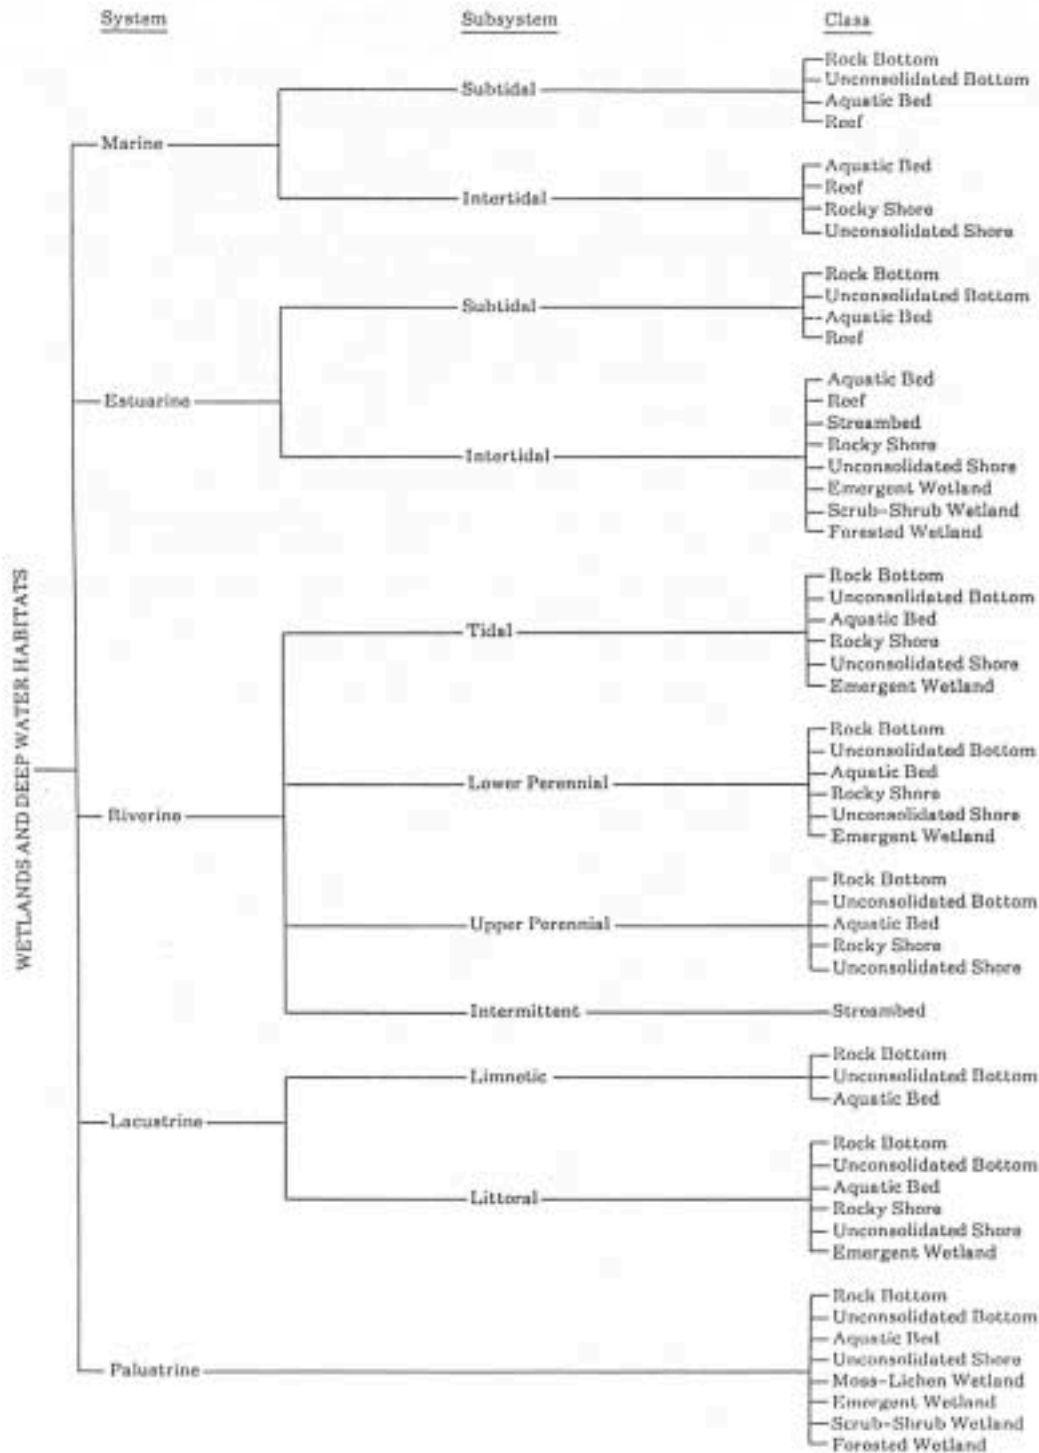 System Subsystem Class
Rock Bottom
Unconsolidated Bottom
Subtidal
Aquatic Bed
Reef
Marine
Aquatic Bed
Reef
Intertidal
Rocky Shore
Unconsolidated Shore
Rock Bottom
Unconsolidated Bottom
Subtidal
Aquatic Bed
Reef
Aquatic Bed
Estuarine
Reef
Streambed
Rocky Shore
Intertidal
Unconsolidated Shore
Emergent Wetland
Scrub-Shrub Wetland
Forested Wetland
WETLANDS AND DEEP WATER HABITATS
Rock Bottom
Unconsolidated Bottom
Aquatic Bed
Tidal
Rocky Shore
Unconsolidated Shore
Emergent Wetland
Rock Bottom
Unconsolidated Bottom
Aquatic Bed
Lower Perennial
Rocky Shore
Riverine
Unconsolidated Shore
Emergent Wetland
Rock Bottom
Unconsolidated Bottom
Upper Perennial
Aquatic Bed
Rocky Shore
Unconsolidated Shore
Intermittent
Streambed
Rock Bottom
Limnetic
Unconsolidated Bottom
Aquatic Bed
Lacustrine
Rock Bottom
Unconsolidated Bottom
Aquatic Bed
Littoral
Rocky Shore
Unconsolidated Shore
Emergent Wetland
Rock Bottom
Unconsolidated Bottom
Aquatic Bed
Unconsolidated Shore
Palustrine
Moss-Lichen Wetland
Emergent Wetland
Scrub-Shrub Wetland
Forested Wetland